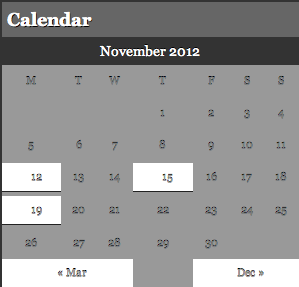 Calendar
November 2012
M T W T F S S
1 2 3 4
5 6 7 8 9 10 11
12 13 14 15 16 17 18
19 20 21 22 23 24 25
26 27 28 29 30
« Mar Dec »